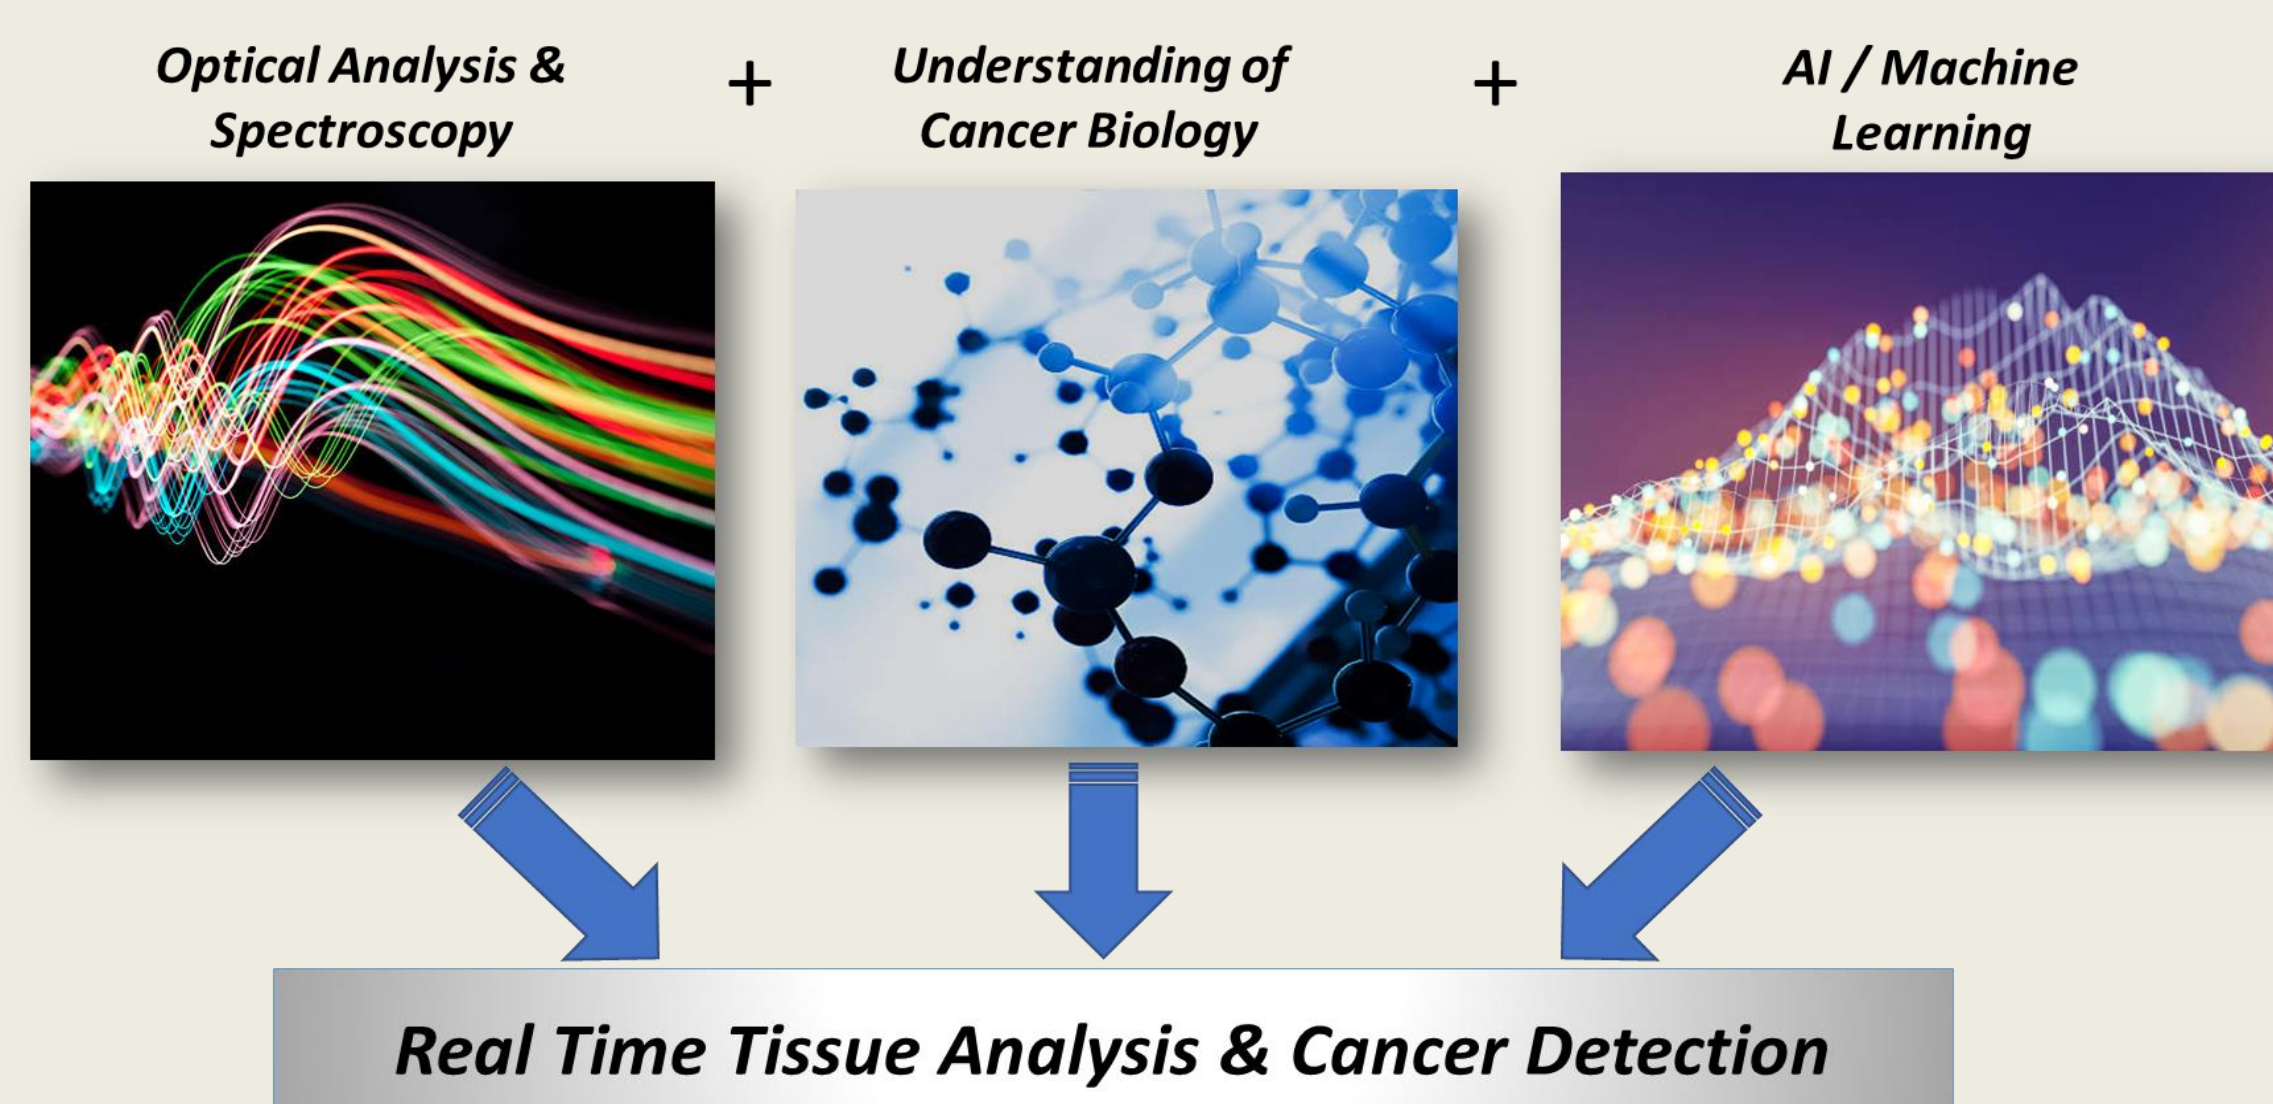 Optical Analysis &
Spectroscopy
+
Understanding of
Cancer Biology
+
AI / Machine
Learning
Real Time Tissue Analysis & Cancer Detection